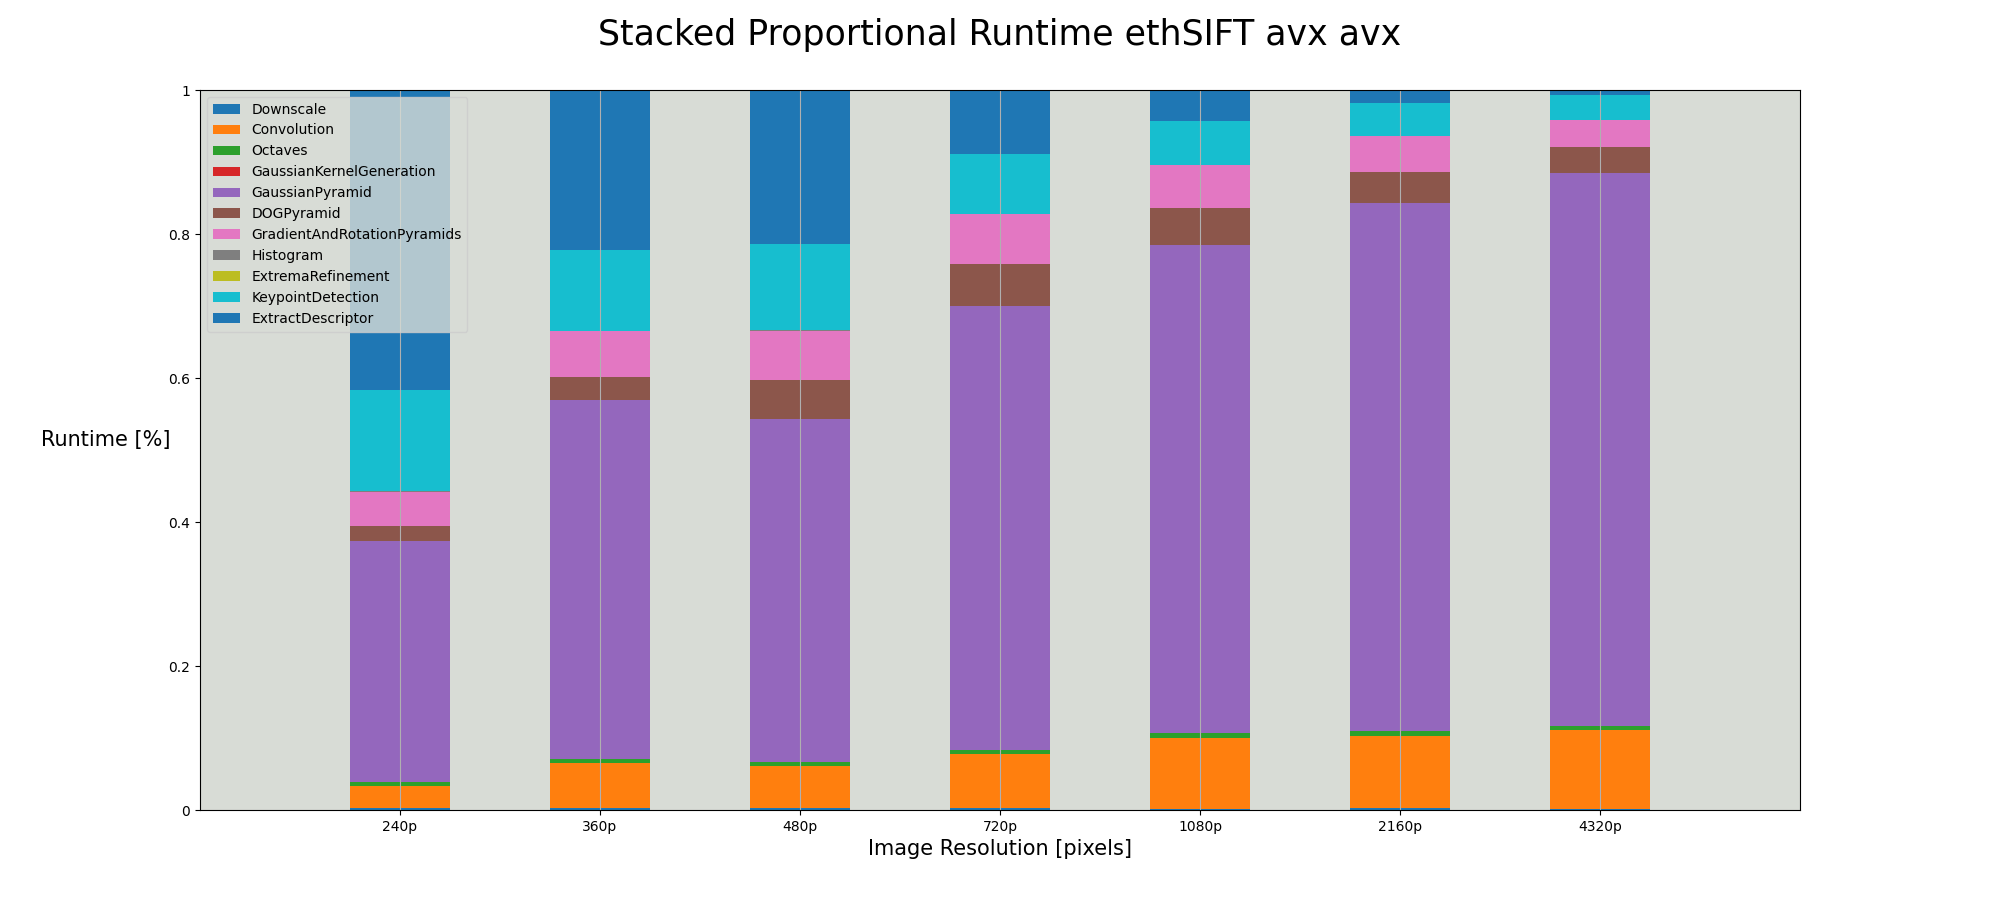 Stacked Proportional Runtime ethSIFT avx avx
1
0.8
0.6
0.4
0.2
0
Runtime [%]
Downscale
Convolution
Octaves
GaussianKernelGeneration
GaussianPyramid
DOGPyramid
GradientAndRotationPyramids
Histogram
ExtremaRefinement
KeypointDetection
ExtractDescriptor
240p 360p 480p 720p 1080p 2160p 4320p
Image Resolution [pixels]